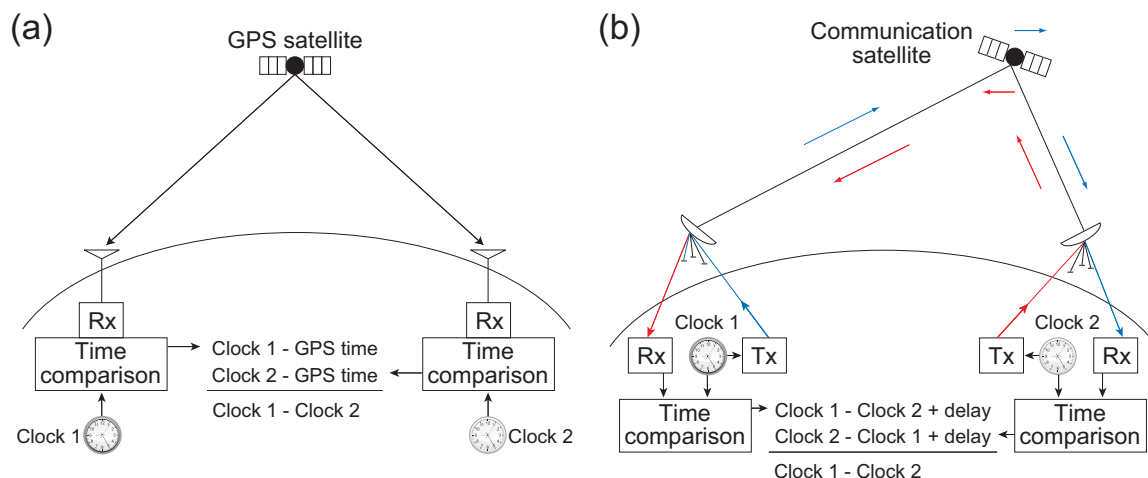 (a)
GPS satellite
Rx
Rx
Time
comparison
Clock 1 - GPS time
Clock 2 - GPS time
Clock 1 - Clock 2
Time
comparison
Clock 1
Clock 2
(b)
Communication
satellite
Clock 1
Clock 2
Rx
Tx
Tx
Rx
Time
comparison
Clock 1 - Clock 2 + delay
Clock 2 - Clock 1 + delay
Clock 1 - Clock 2
Time
comparison